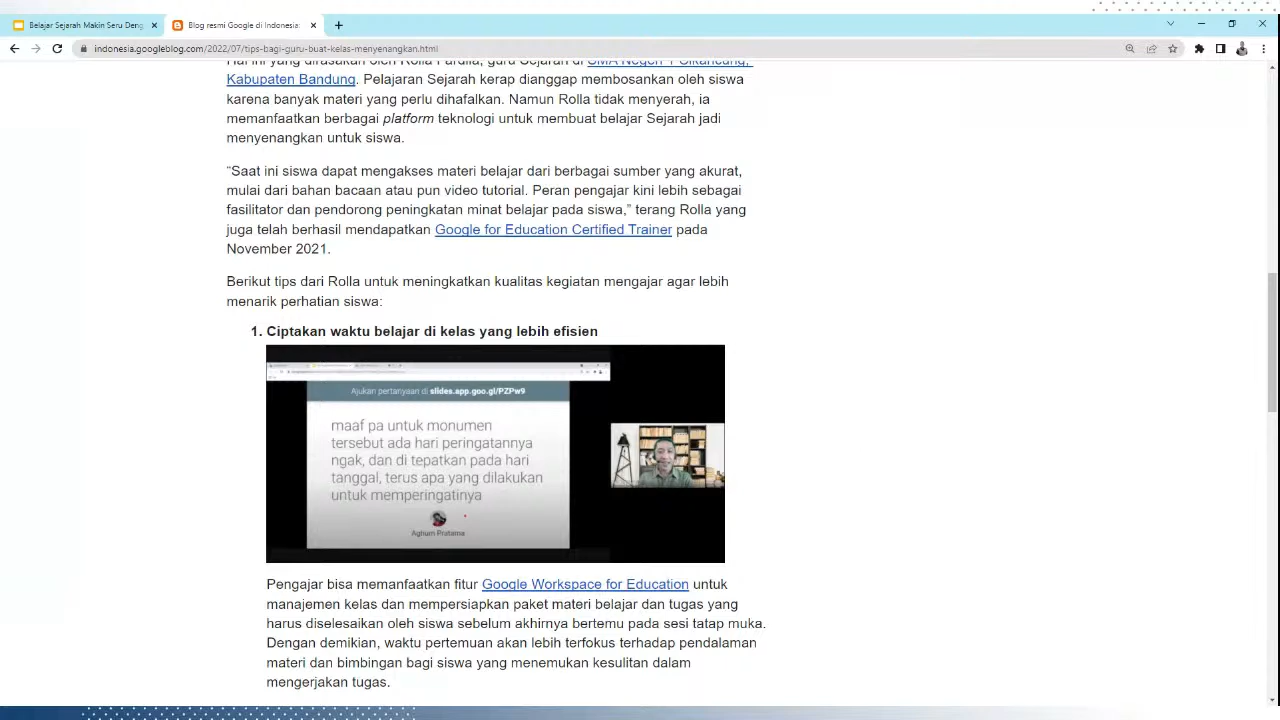 Belajar Sejarah Makin Seru Deng
Blog resmi Google di Indonesia:
indonesia.googleblog.com/2022/07/tips-bagi-guru-buat-kelas-menyenangkan.html
Hal ini yang dirasakan oleh Rolla Fardila, guru Sejarah di SMA Negeri 1 Cikancung,
Kabupaten Bandung. Pelajaran Sejarah kerap dianggap membosankan oleh siswa
karena banyak materi yang perlu dihafalkan. Namun Rolla tidak menyerah, ia
memanfaatkan berbagai platform teknologi untuk membuat belajar Sejarah jadi
menyenangkan untuk siswa.
“Saat ini siswa dapat mengakses materi belajar dari berbagai sumber yang akurat,
mulai dari bahan bacaan atau pun video tutorial. Peran pengajar kini lebih sebagai
fasilitator dan pendorong peningkatan minat belajar pada siswa,” terang Rolla yang
juga telah berhasil mendapatkan Google for Education Certified Trainer pada
November 2021.
Berikut tips dari Rolla untuk meningkatkan kualitas kegiatan mengajar agar lebih
menarik perhatian siswa:
1. Ciptakan waktu belajar di kelas yang lebih efisien
Ajukan pertanyaan di slides.app.goo.gl/PZPw9
maaf pa untuk monumen
tersebut ada hari peringatannya
ngak, dan di tepatkan pada hari
tanggal, terus apa yang dilakukan
untuk memperingatinya
Aghum Pratama
Pengajar bisa memanfaatkan fitur Google Workspace for Education untuk
manajemen kelas dan mempersiapkan paket materi belajar dan tugas yang
harus diselesaikan oleh siswa sebelum akhirnya bertemu pada sesi tatap muka.
Dengan demikian, waktu pertemuan akan lebih terfokus terhadap pendalaman
materi dan bimbingan bagi siswa yang menemukan kesulitan dalam
mengerjakan tugas.